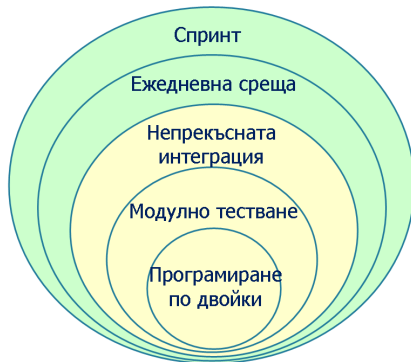 Спринт
Ежедневна среща
Непрекъсната
интеграция
Модулно тестване
Програмиране
по двойки